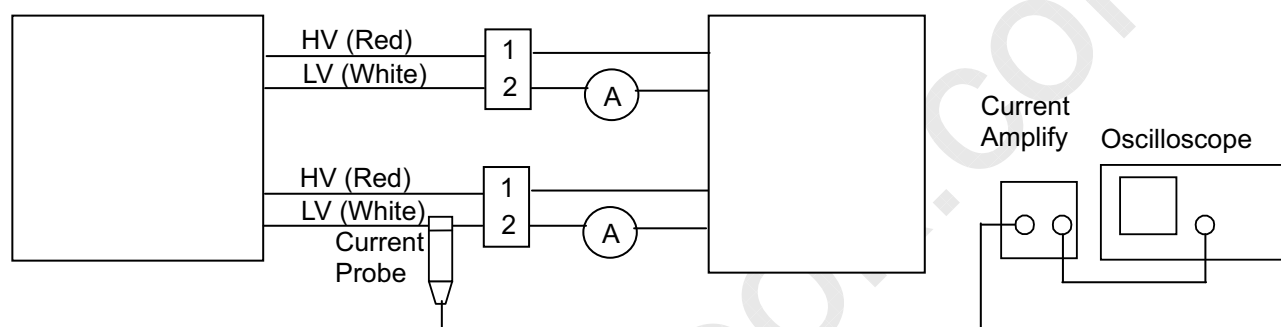 HV (Red)
LV (White)
1
2
A
HV (Red)
LV (White)
1
2
A
Current
Probe
Current
Amplify
Oscilloscope